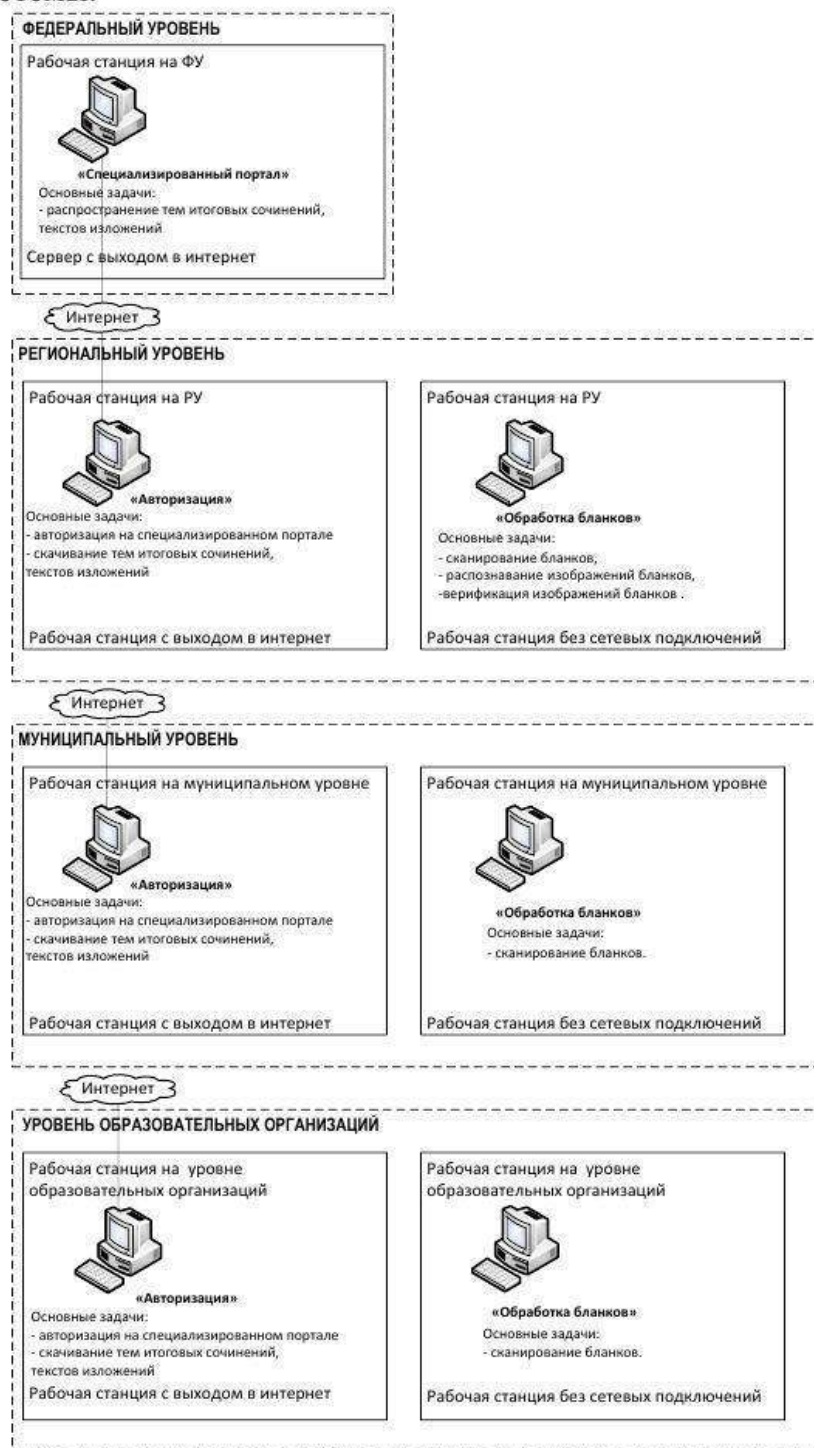 ФЕДЕРАЛЬНЫЙ УРОВЕНЬ
Рабочая станция на ФУ
«Специализированный портал»
Основные задачи:
- распространение тем итоговых сочинений,
текстов изложений
Сервер с выходом в интернет
Интернет
РЕГИОНАЛЬНЫЙ УРОВЕНЬ
Рабочая станция на РУ
«Авторизация»
Основные задачи:
- авторизация на специализированном портале
- скачивание тем итоговых сочинений,
текстов изложений
Рабочая станция с выходом в интернет
Рабочая станция на РУ
«Обработка бланков»
Основные задачи:
- сканирование бланков,
- распознавание изображений бланков,
-верификация изображений бланков .
Рабочая станция без сетевых подключений
Интернет
МУНИЦИПАЛЬНЫЙ УРОВЕНЬ
Рабочая станция на муниципальном уровне
«Авторизация»
Основные задачи:
- авторизация на специализированном портале
- скачивание тем итоговых сочинений,
текстов изложений
Рабочая станция с выходом в интернет
Рабочая станция на муниципальном уровне
«Обработка бланков»
Основные задачи:
- сканирование бланков.
Рабочая станция без сетевых подключений
Интернет
УРОВЕНЬ ОБРАЗОВАТЕЛЬНЫХ ОРГАНИЗАЦИЙ
Рабочая станция на уровне
образовательных организаций
«Авторизация»
Основные задачи:
- авторизация на специализированном портале
- скачивание тем итоговых сочинений,
текстов изложений
Рабочая станция с выходом в интернет
Рабочая станция на уровне
образовательных организаций
«Обработка бланков»
Основные задачи:
- сканирование бланков.
Рабочая станция без сетевых подключений